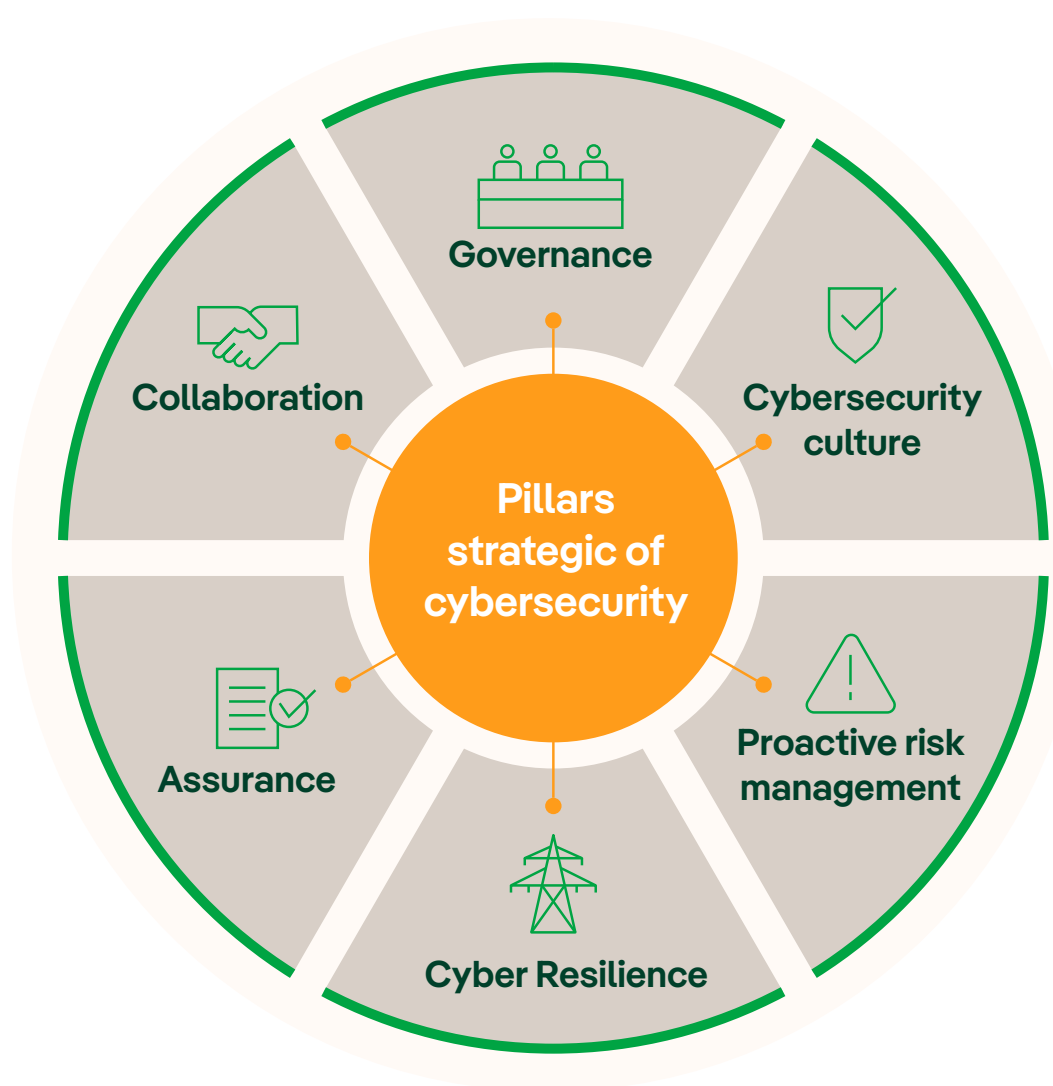 Governance
Collaboration
Cybersecurity
culture
Pillars
strategic of
cybersecurity
Assurance
Proactive risk
management
Cyber Resilience